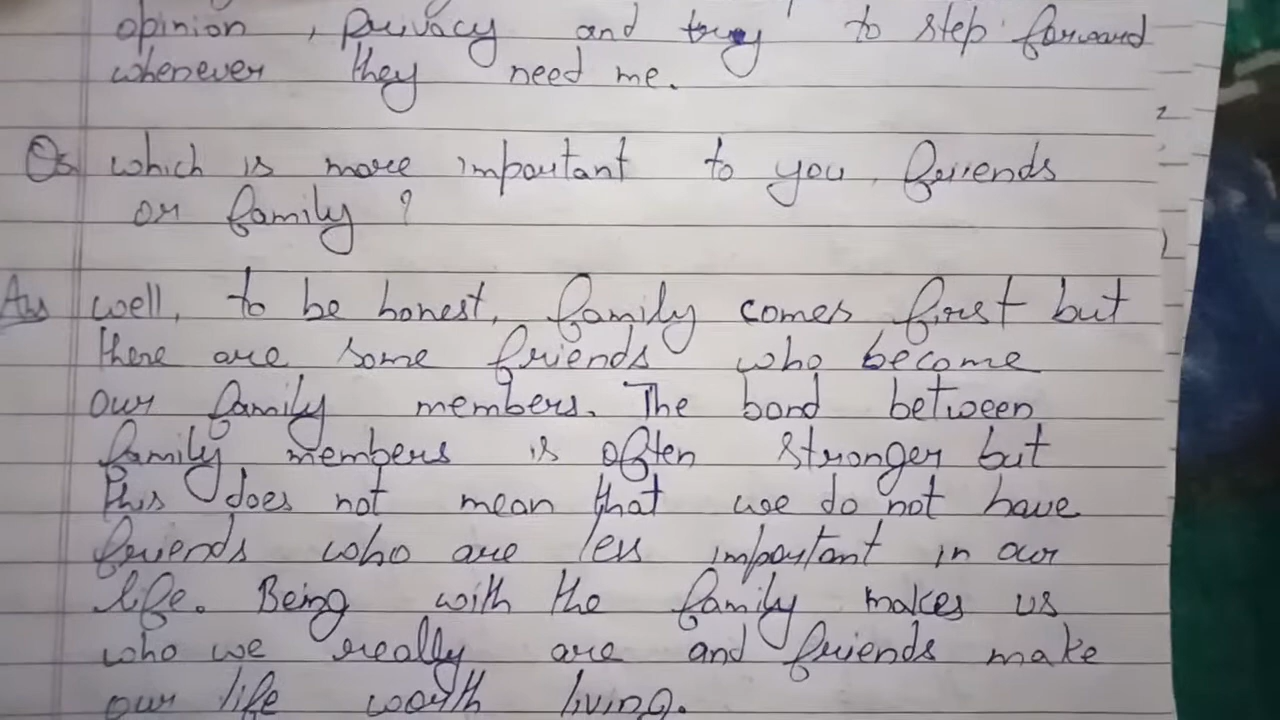 opinion, privacy and try to step forward
whenever they need me.
Qs which is more important to you, friends
or family ?
Ans well, to be honest, family comes first but
there are some friends who become
our family members. The bond between
family members is often stronger but
this does not mean that we do not have
friends who are less important in our
life. Being with the family makes us
who we really are and friends make
our life worth living.